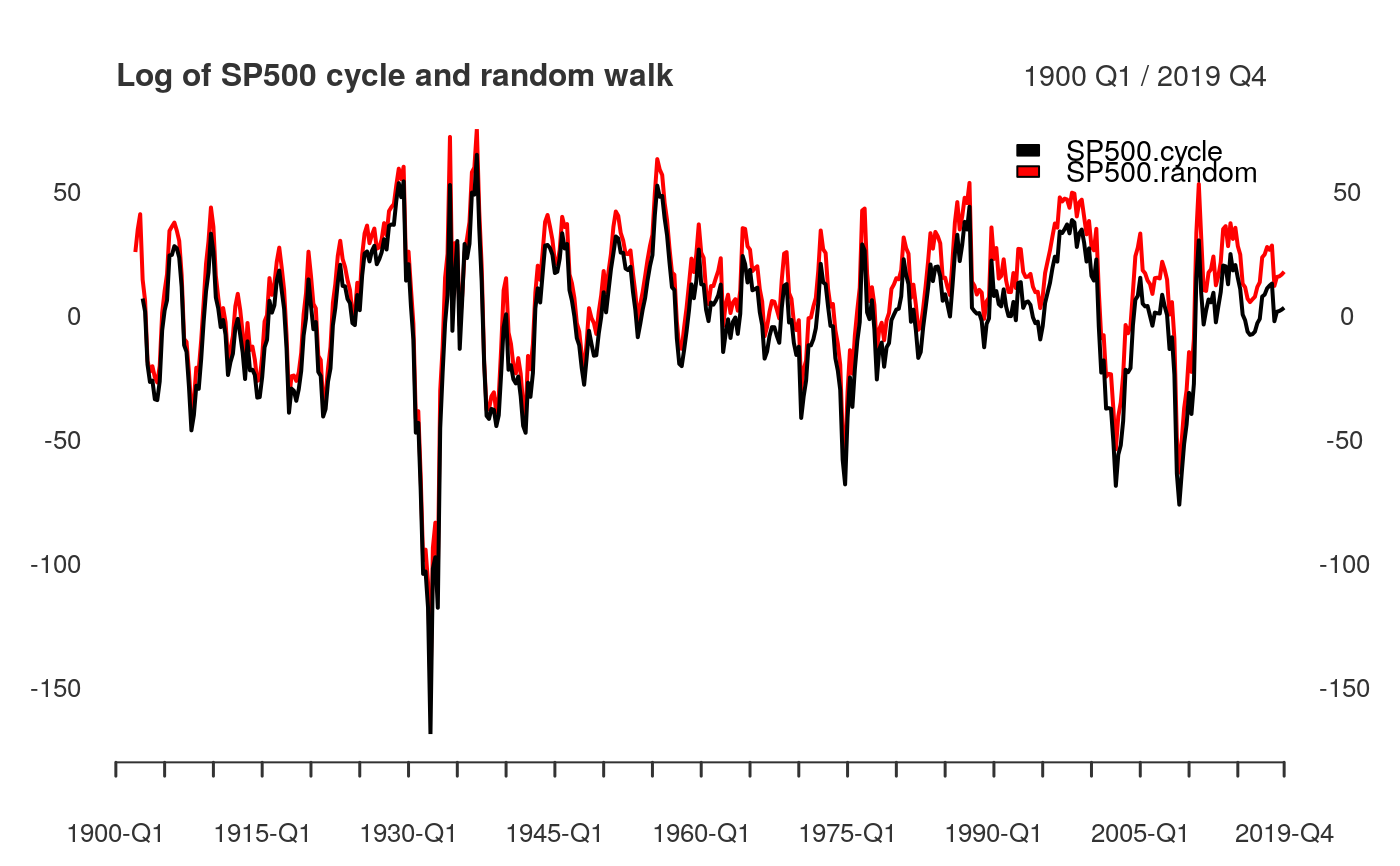 Log of SP500 cycle and random walk 1900 Q1 / 2019 Q4
SP500.cycle
SP500.random
50 50
0 0
-50 -50
-100 -100
-150 -150
1900-Q1 1915-Q1 1930-Q1 1945-Q1 1960-Q1 1975-Q1 1990-Q1 2005-Q1 2019-Q4